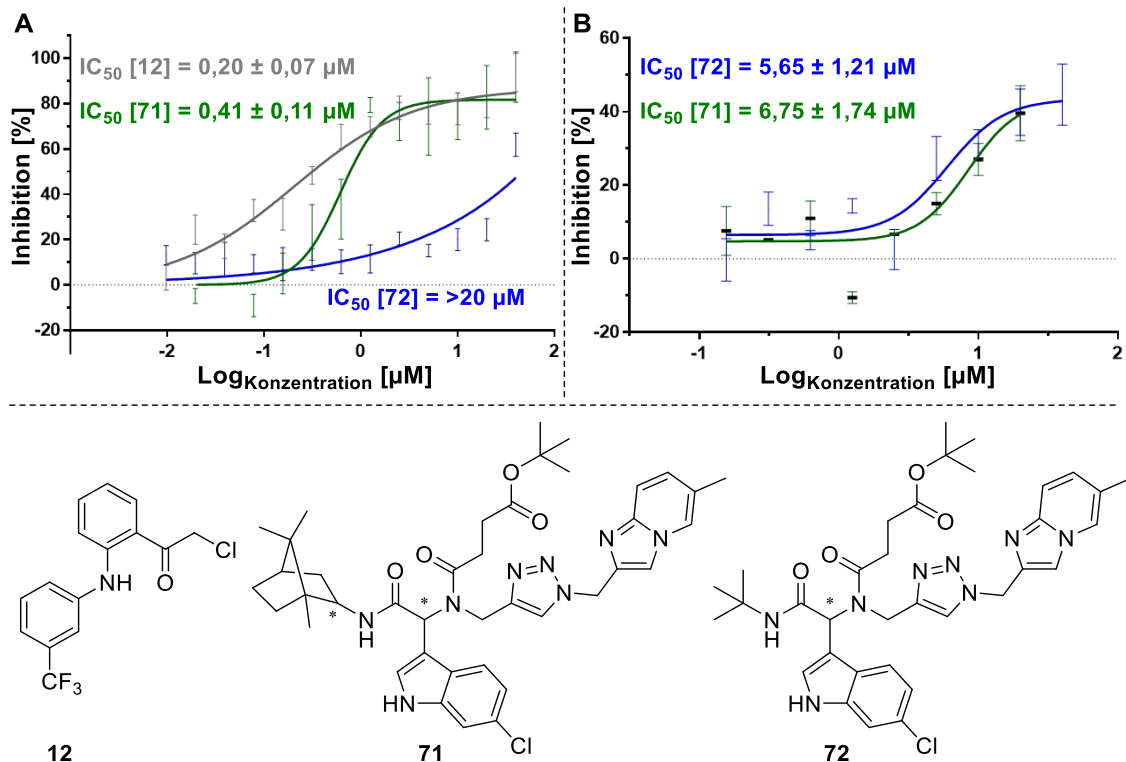 A
IC50 [12] = 0,20 ± 0,07 µM
IC50 [71] = 0,41 ± 0,11 µM
IC50 [72] = >20 µM
Inhibition [%]
100
80
60
40
20
0
-20
-2
-1
0
1
2
LogKonzentration [µM]
B
IC50 [72] = 5,65 ± 1,21 µM
IC50 [71] = 6,75 ± 1,74 µM
Inhibition [%]
60
40
20
0
-20
-1
0
1
2
LogKonzentration [µM]
Cl
O
NH
CF3
12
O
O
O
N
N
N
N
N
N
O
*
*
N
H
HN
Cl
71
O
O
O
N
N
N
N
N
N
O
*
N
H
HN
Cl
72